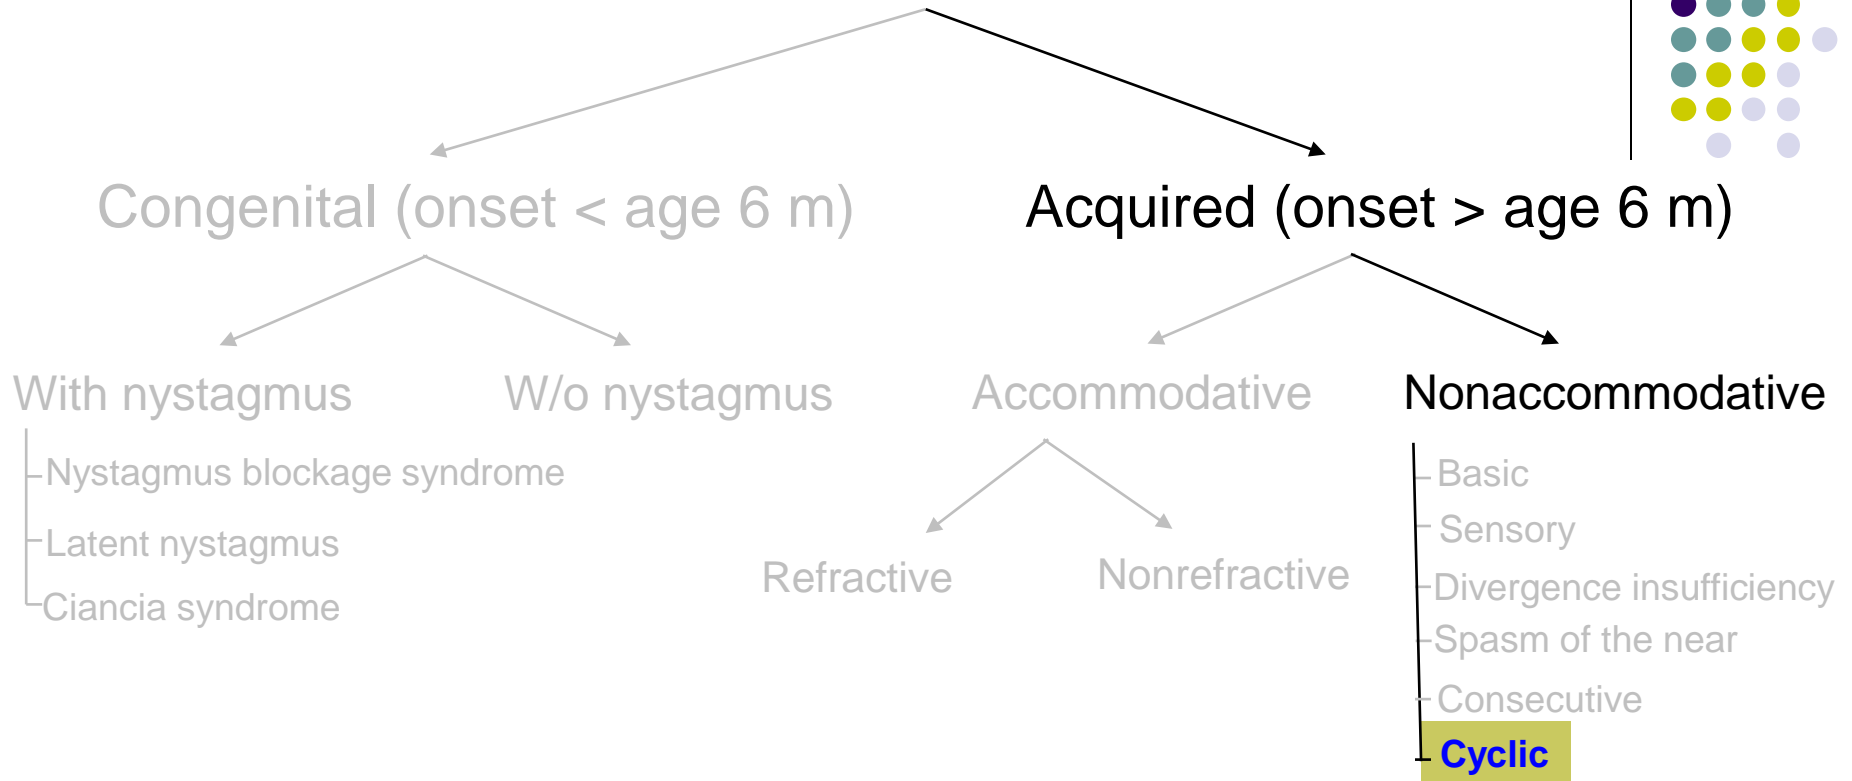 Congenital (onset < age 6 m)
Acquired (onset > age 6 m)
With nystagmus
W/o nystagmus
Accommodative
Nonaccommodative
Nystagmus blockage syndrome
Latent nystagmus
Ciancia syndrome
Refractive
Nonrefractive
Basic
Sensory
Divergence insufficiency
Spasm of the near
Consecutive
Cyclic